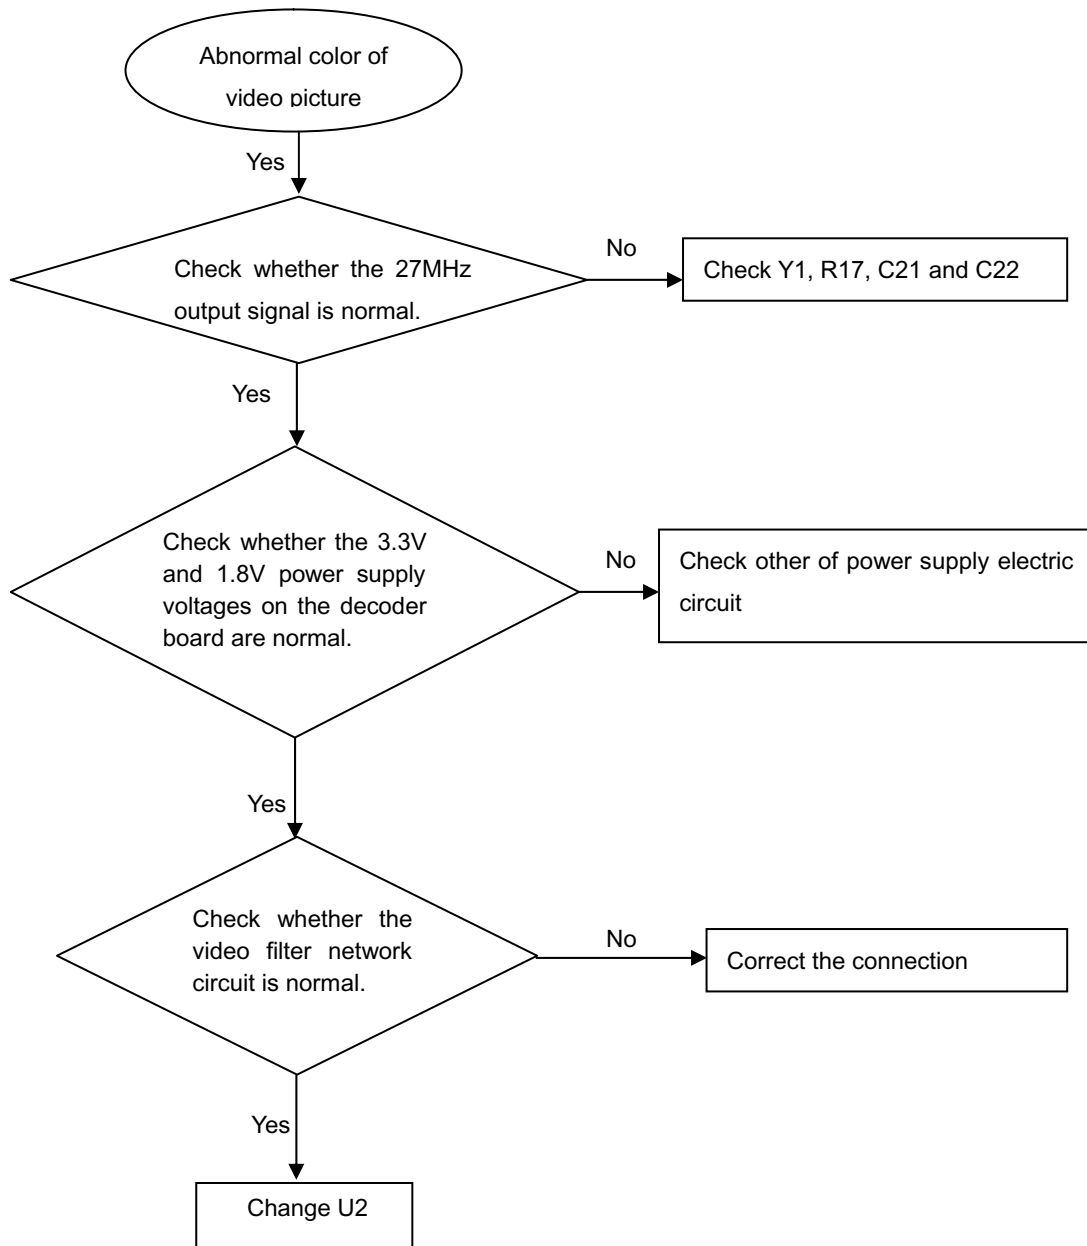 Abnormal color of
video picture
Yes
Check whether the 27MHz
output signal is normal.
No
Check Y1, R17, C21 and C22
Yes
Check whether the 3.3V
and 1.8V power supply
voltages on the decoder
board are normal.
No
Check other of power supply electric
circuit
Yes
Check whether the
video filter network
circuit is normal.
No
Correct the connection
Yes
Change U2